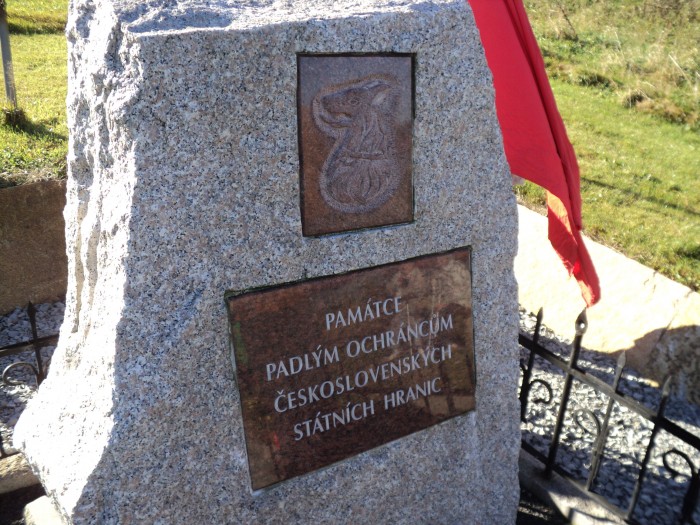 PAMÁTCE
PADLÝM OCHRÁNCŮM
ČESKOSLOVENSKÝCH
STÁTNÍCH HRANIC